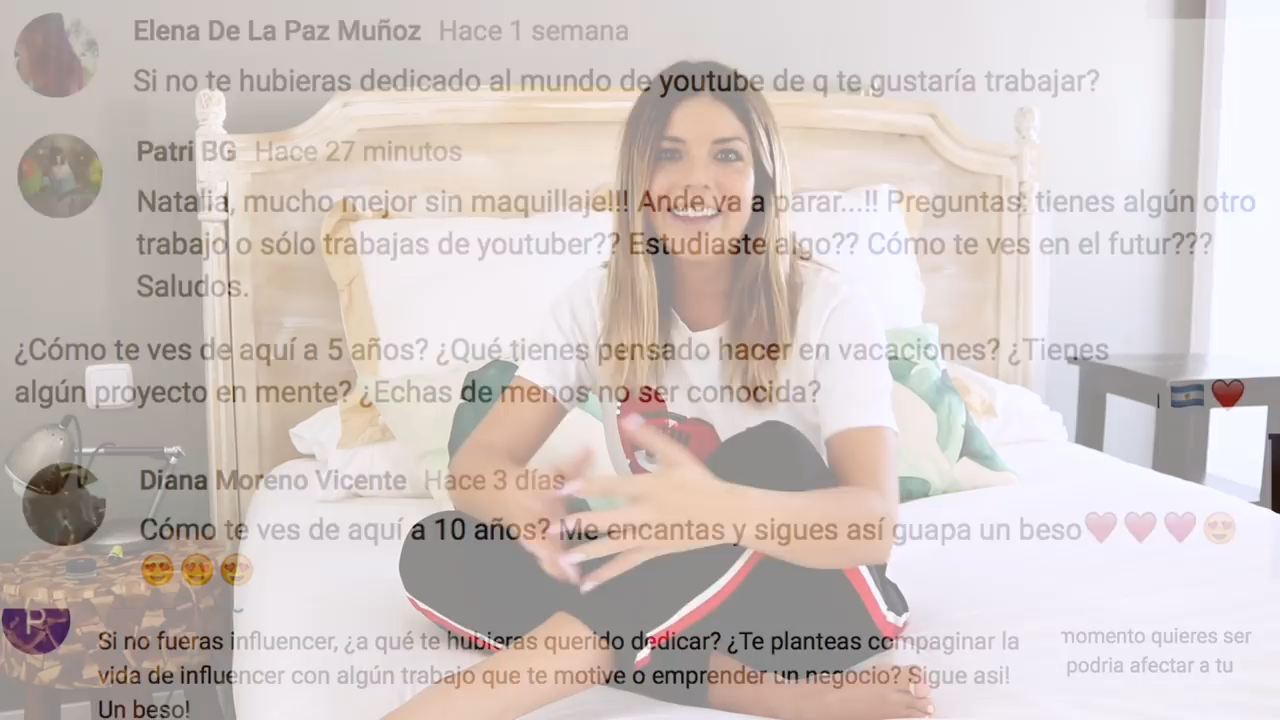 Elena De La Paz Muñoz Hace 1 semana
Si no te hubieras dedicado al mundo de youtube de q te gustaría trabajar?
Patri BG Hace 27 minutos
Natalia, mucho mejor sin maquillaje!!! Ande va a parar...!! Preguntas: tienes algún otro
trabajo o sólo trabajas de youtuber?? Estudiaste algo?? Cómo te ves en el futur???
Saludos.
¿Cómo te ves de aquí a 5 años? ¿Qué tienes pensado hacer en vacaciones? ¿Tienes
algún proyecto en mente? ¿Echas de menos no ser conocida?
Diana Moreno Vicente Hace 3 días
Cómo te ves de aquí a 10 años? Me encantas y sigues así guapa un beso❤️❤️❤️😍
😍😍😍
P
Si no fueras influencer, ¿a qué te hubieras querido dedicar? ¿Te planteas compaginar la
vida de influencer con algún trabajo que te motive o emprender un negocio? Sigue asi!
Un beso!
momento quieres ser
podria afectar a tu